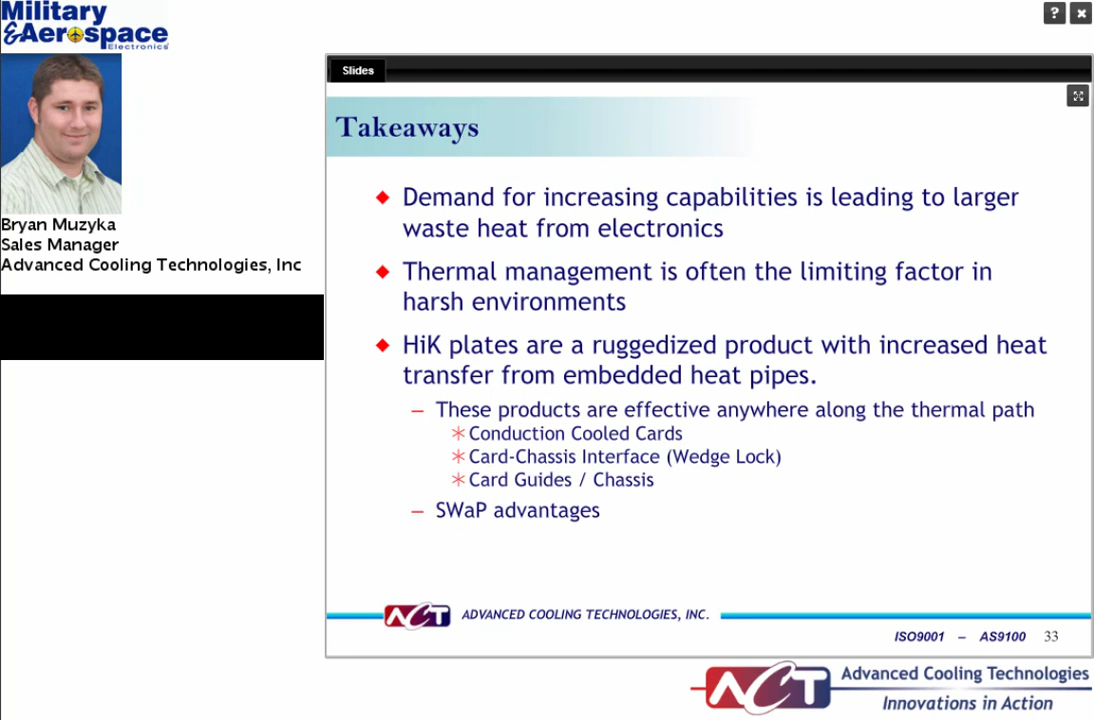 Military
&Aerospace
Electronics
? ×
Bryan Muzyka
Sales Manager
Advanced Cooling Technologies, Inc
Slides
Takeaways
Demand for increasing capabilities is leading to larger
waste heat from electronics
Thermal management is often the limiting factor in
harsh environments
HiK plates are a ruggedized product with increased heat
transfer from embedded heat pipes.
– These products are effective anywhere along the thermal path
* Conduction Cooled Cards
* Card-Chassis Interface (Wedge Lock)
* Card Guides / Chassis
– SWaP advantages
ACT ADVANCED COOLING TECHNOLOGIES, INC.
ISO9001 – AS9100 33
ACT Advanced Cooling Technologies
Innovations in Action